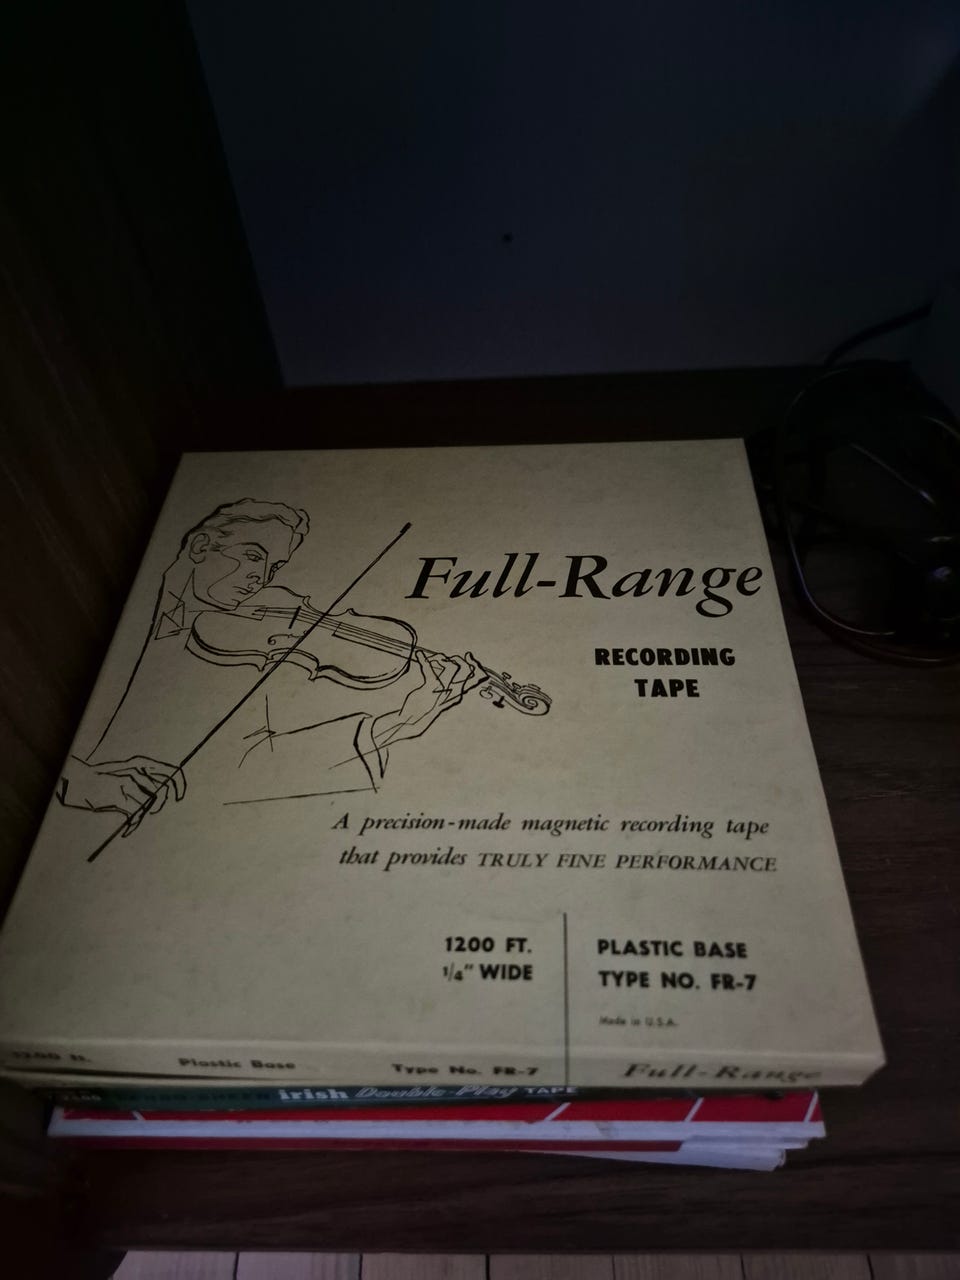 Full-Range
RECORDING
TAPE
A precision-made magnetic recording tape
that provides TRULY FINE PERFORMANCE
1200 FT.
1/4" WIDE
PLASTIC BASE
TYPE NO. FR-7
Made in U.S.A.
1200 ft. Plastic Base Type No. FR-7 Full-Range
irish Double-Play TAPE